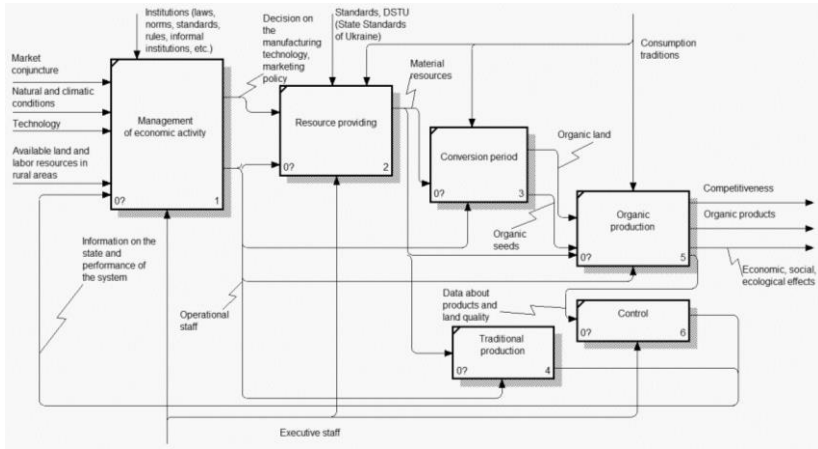 Institutions (laws,
norms, standards,
rules, informal
institutions, etc.)
Decision on
the
manufacturing
technology,
marketing
policy
Standards, DSTU
(State Standards
of Ukraine)
Consumption
traditions
Market
conjuncture
Natural and climatic
conditions
Technology
Available land and
labor resources in
rural areas
Management
of economic activity
0?
1
Material
resources
Resource providing
0?
2
Conversion period
0?
3
Organic land
Organic
seeds
Organic
production
0?
5
Competitiveness
Organic products
Economic, social,
ecological effects
Information on the
state and
performance of
the system
Operational
staff
Data about
products and
land quality
Control
0?
6
Traditional
production
0?
4
Executive staff